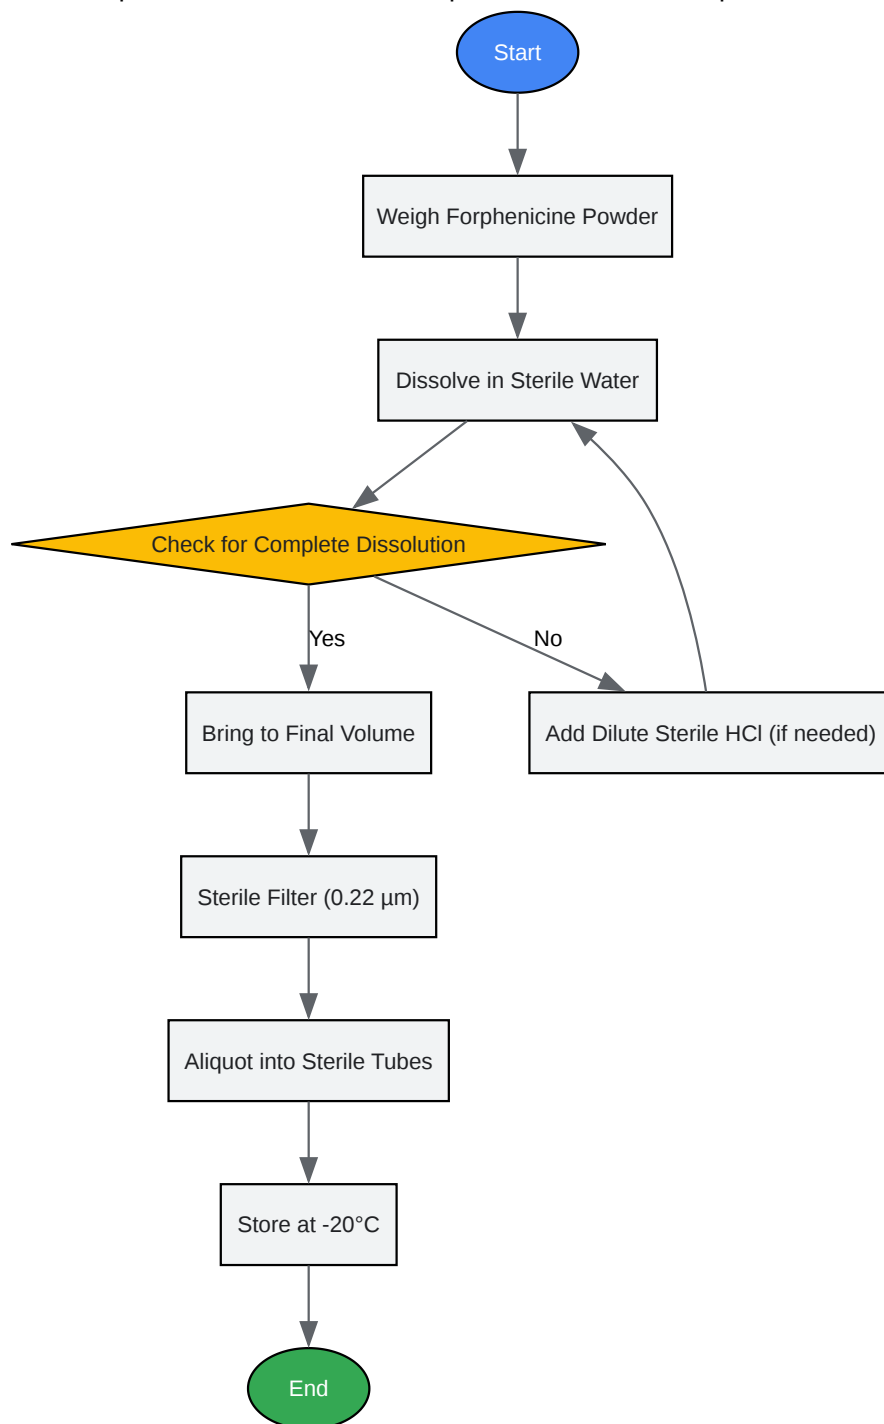 Start
Weigh Forphenicine Powder
Dissolve in Sterile Water
Check for Complete Dissolution
Yes
No
Bring to Final Volume
Add Dilute Sterile HCl (if needed)
Sterile Filter (0.22 µm)
Aliquot into Sterile Tubes
Store at -20°C
End